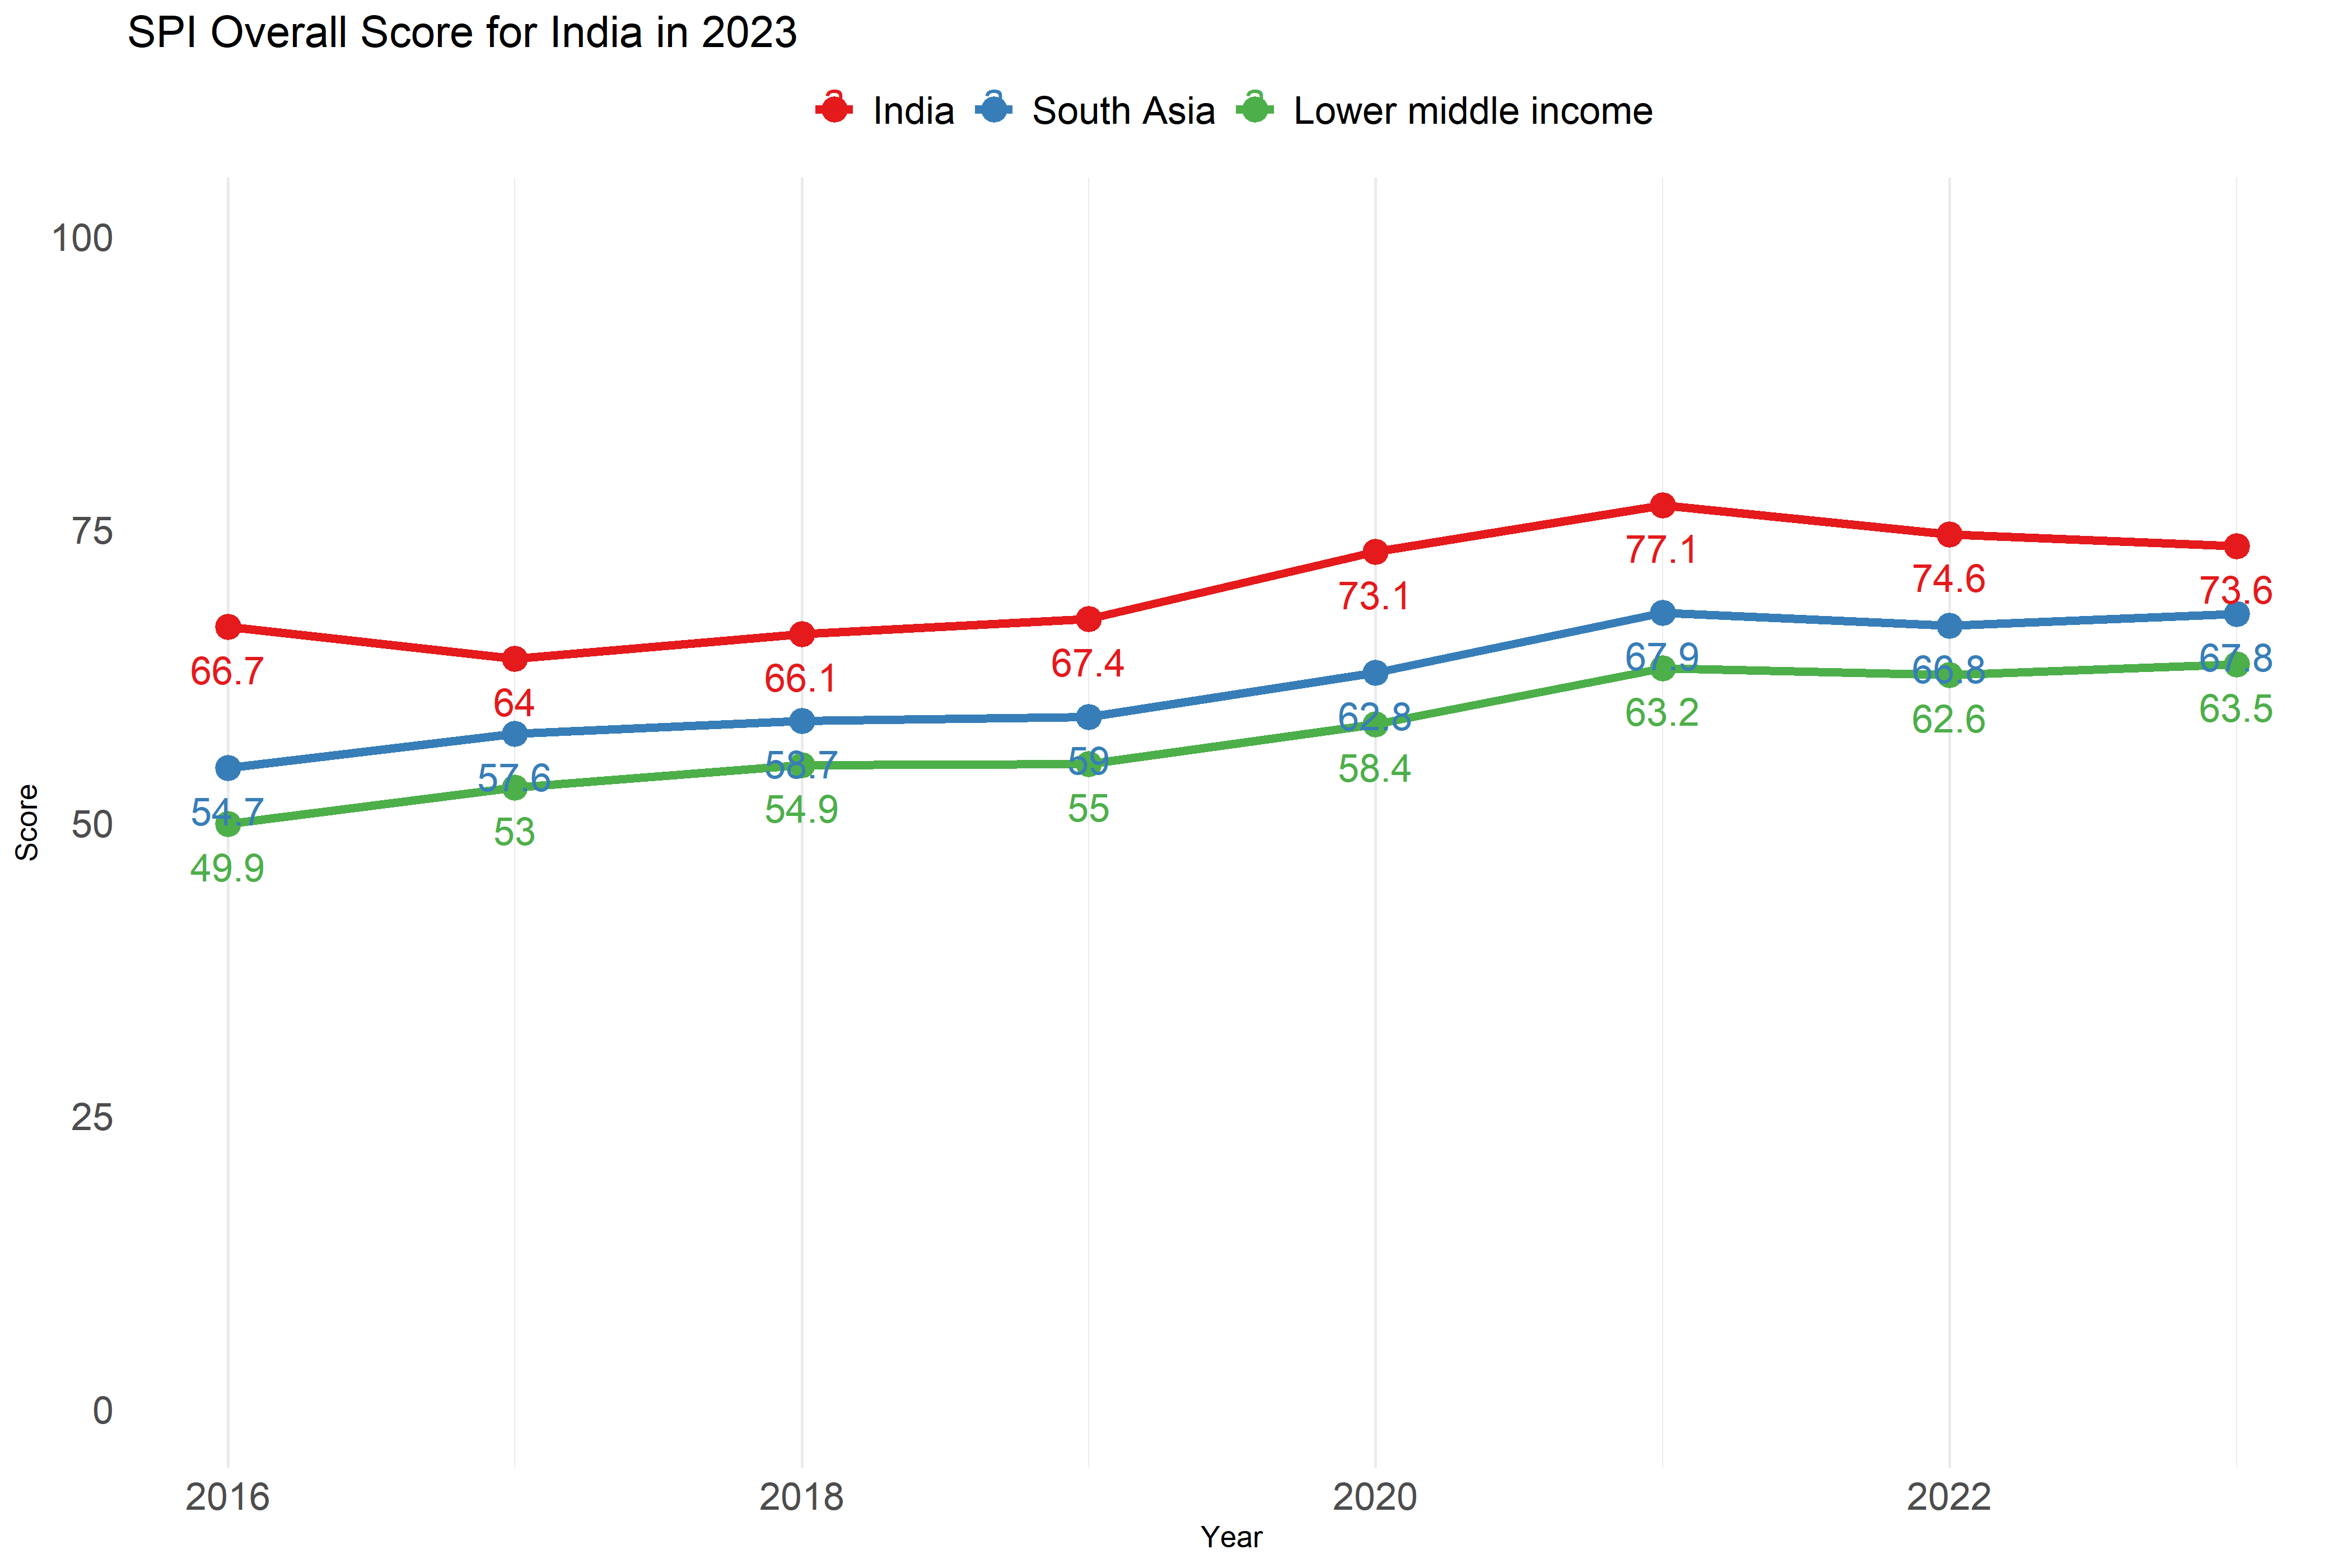 SPI Overall Score for India in 2023
India South Asia Lower middle income
100
75
50
25
0
Score
66.7 64 66.1 67.4 73.1 77.1 74.6 73.6
54.7 57.6 58.7 59 62.8 67.9 66.8 67.8
49.9 53 54.9 55 58.4 63.2 62.6 63.5
2016 2018 2020 2022
Year